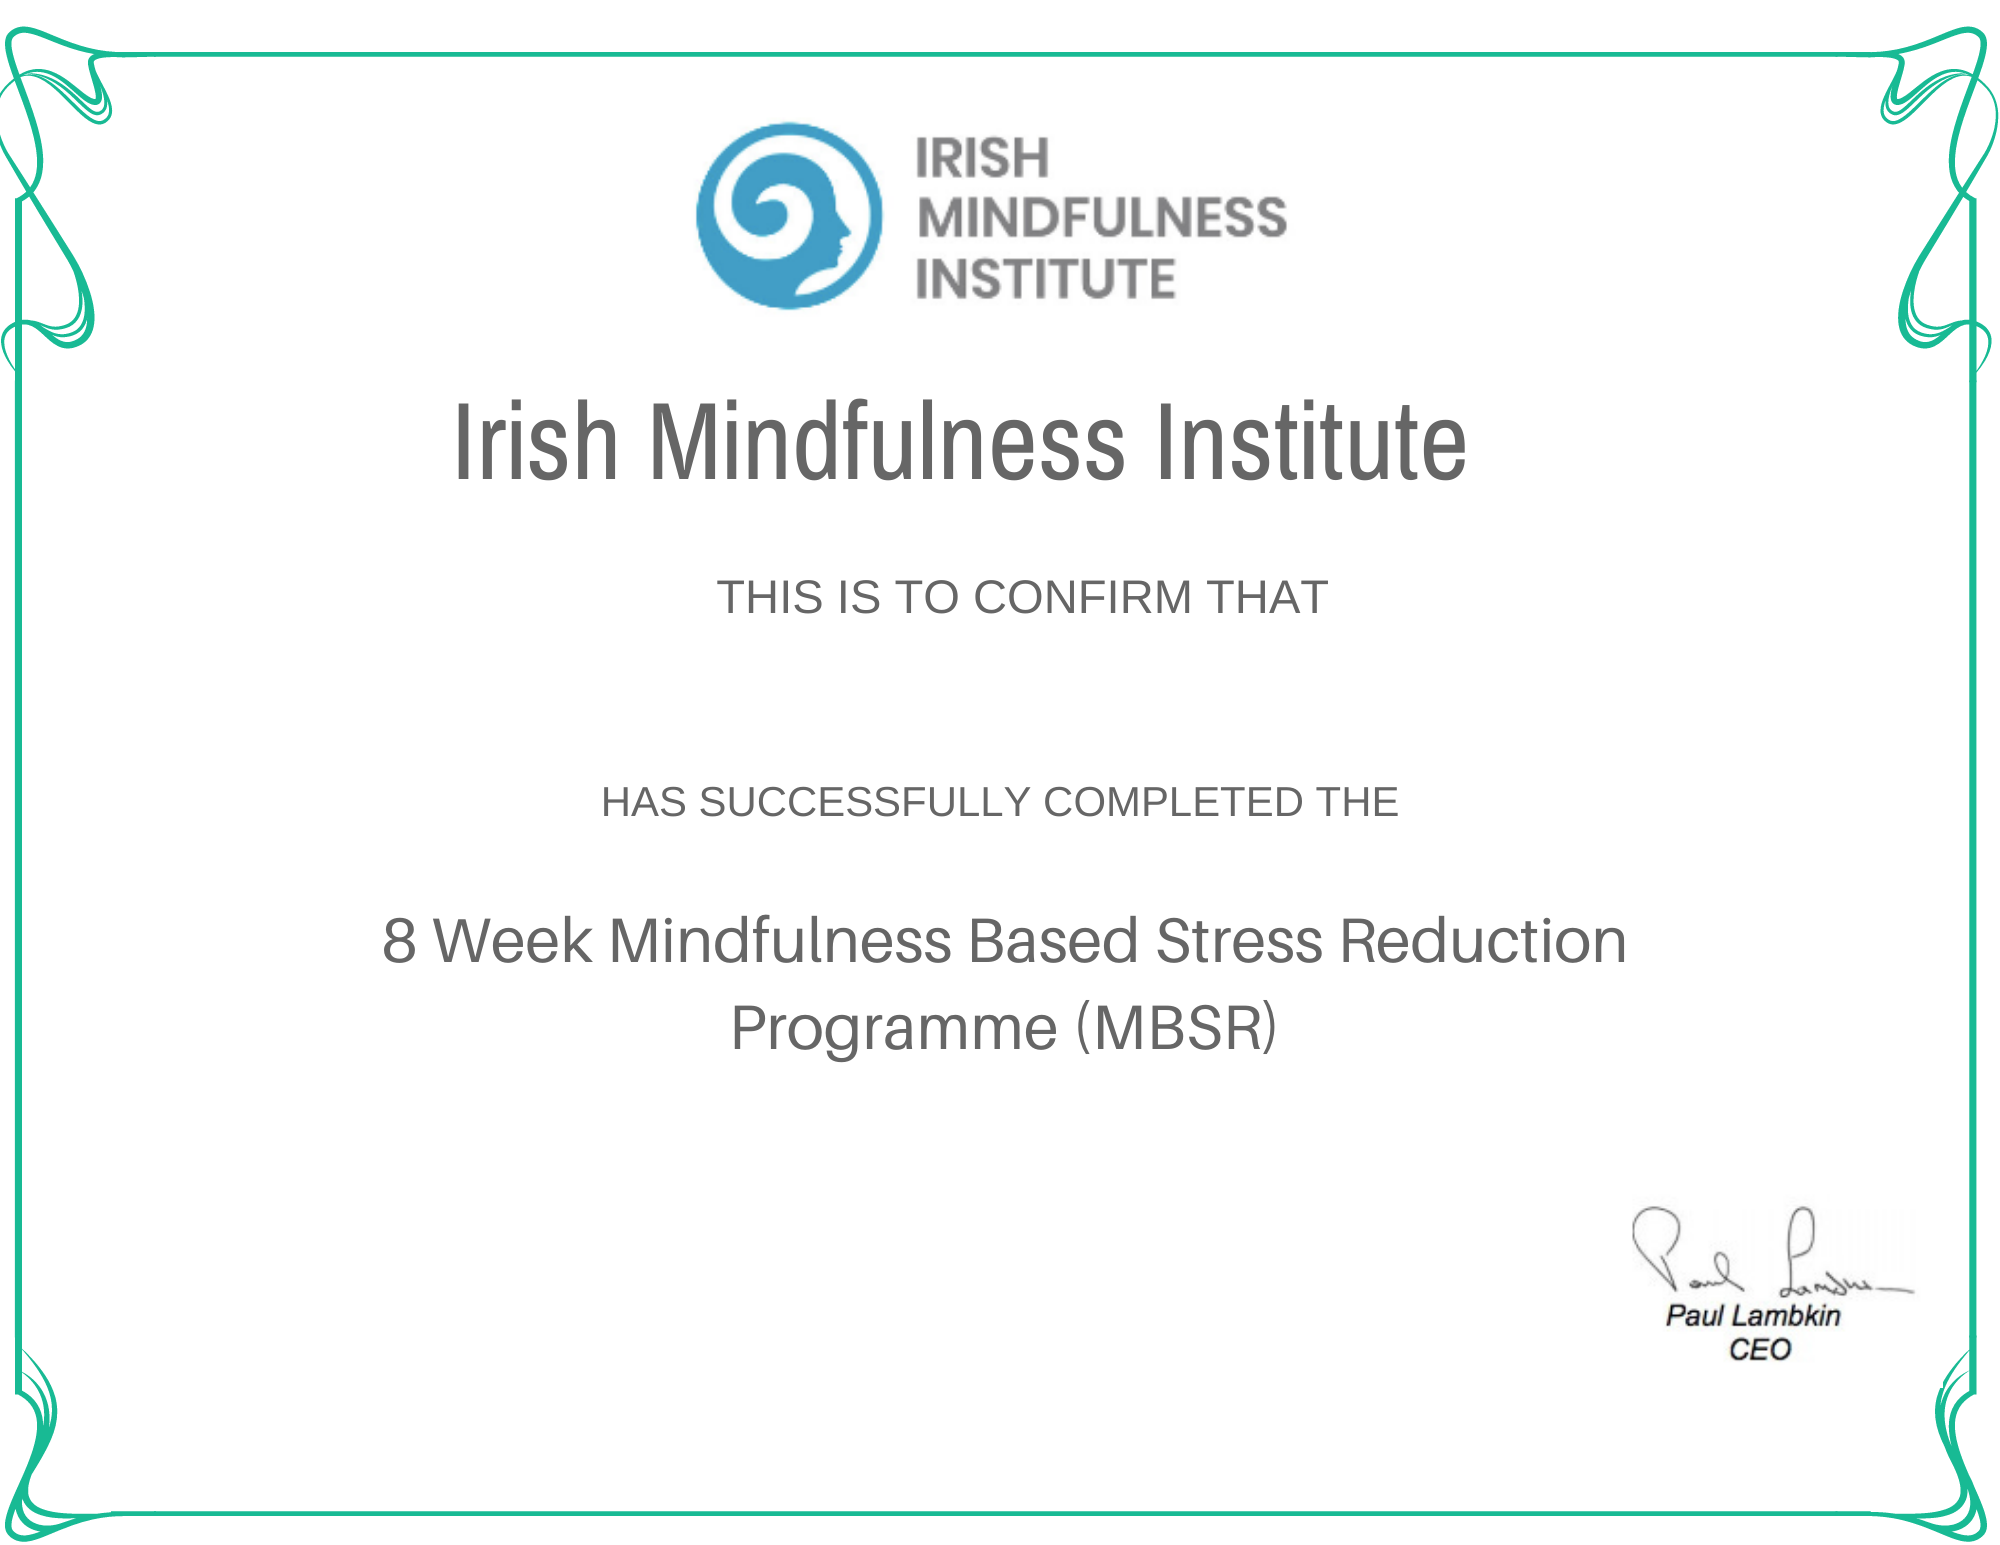 IRISH
MINDFULNESS
INSTITUTE
Irish Mindfulness Institute
THIS IS TO CONFIRM THAT
HAS SUCCESSFULLY COMPLETED THE
8 Week Mindfulness Based Stress Reduction
Programme (MBSR)
Paul Lambkin
Paul Lambkin
CEO